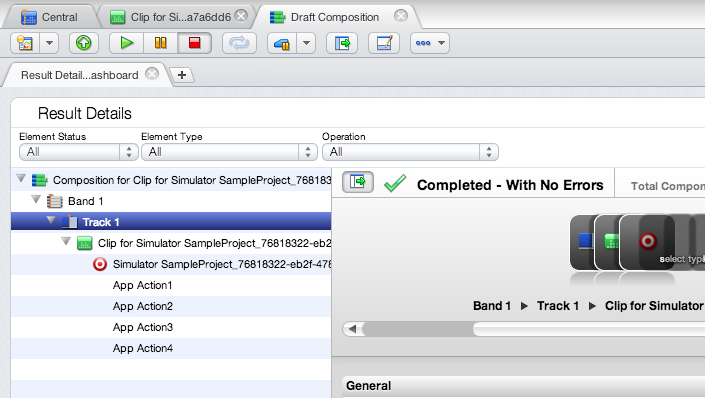 Central
Clip for Si...a7a6dd6
Draft Composition
Result Detail...ashboard
Result Details
Element Status
Element Type
Operation
All
All
All
Composition for Clip for Simulator SampleProject_76818
Completed - With No Errors
Total Compon
Band 1
Track 1
Clip for Simulator SampleProject_76818322-eb2
Simulator SampleProject_76818322-eb2f-478
select type
App Action1
App Action2
Band 1 Track 1 Clip for Simulator
App Action3
App Action4
General